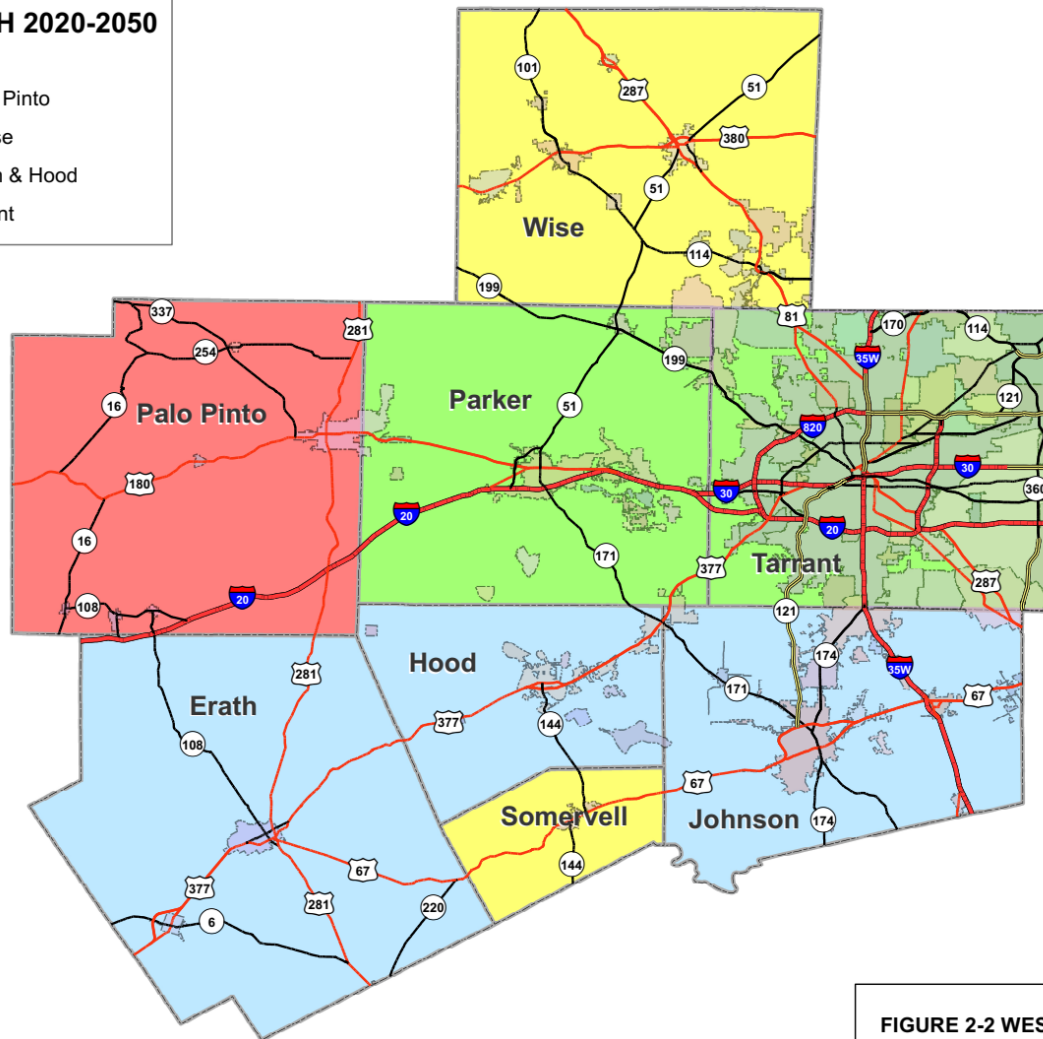 H 2020-2050
Pinto
se
& Hood
nt
101
287
51
380
51
Wise
114
199
337
281
81
170
114
254
35W
199
16
Parker
51
121
Palo Pinto
820
180
30
30
360
20
20
16
171
377
Tarrant
287
108
20
121
Hood
174
281
35W
171
67
Erath
377
144
108
67
Somervell
Johnson
174
67
144
377
281
220
6
FIGURE 2-2 WES